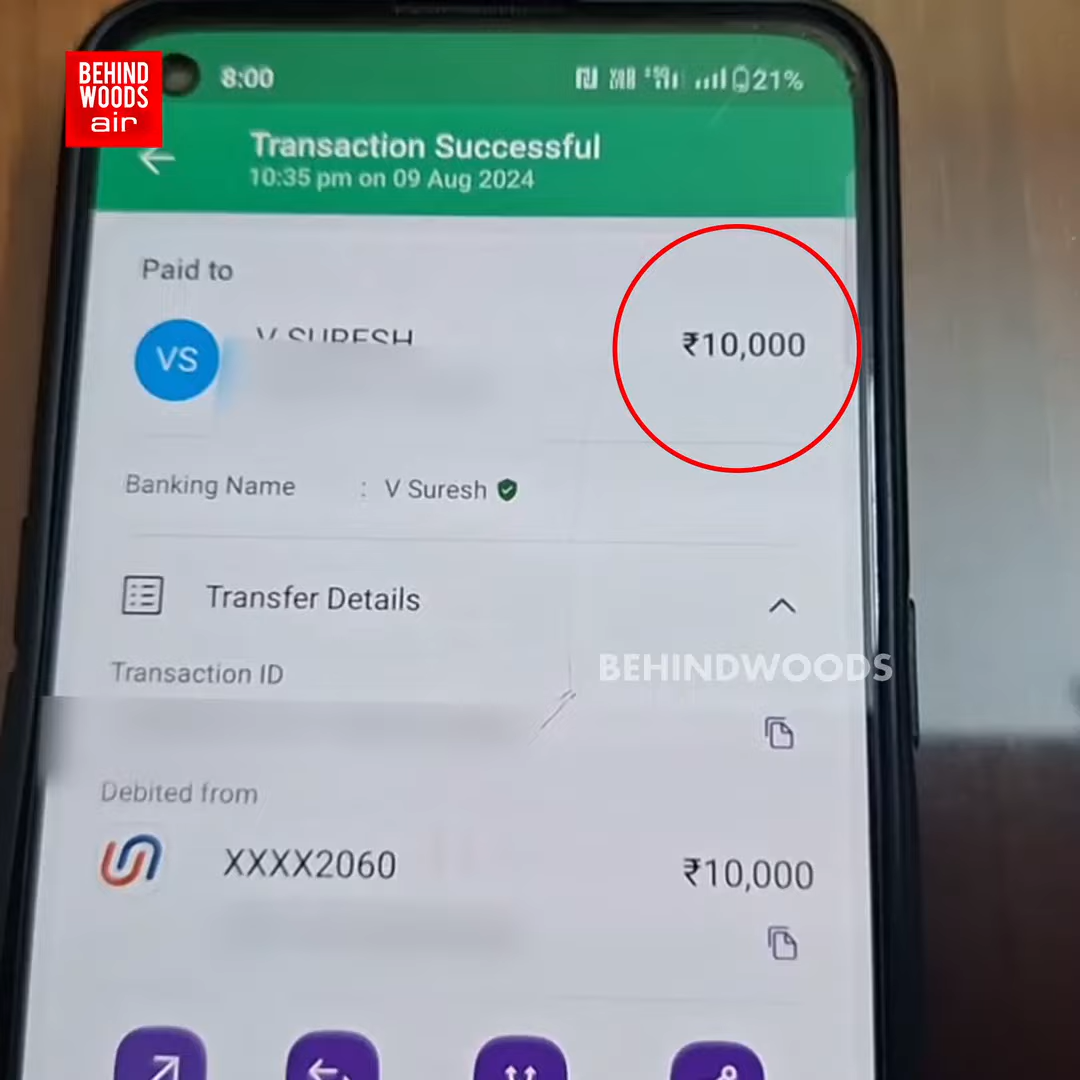 BEHIND
WOODS
air
8:00
21%
Transaction Successful
10:35 pm on 09 Aug 2024
Paid to
VS
V SURESH
₹10,000
Banking Name : V Suresh
Transfer Details
BEHINDWOODS
Transaction ID
Debited from
XXXX2060
₹10,000